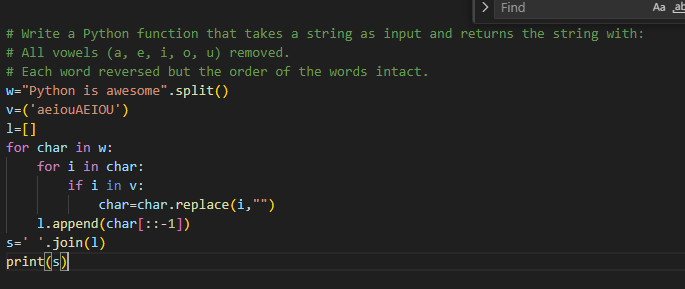 Find Aa ab
# Write a Python function that takes a string as input and returns the string with:
# All vowels (a, e, i, o, u) removed.
# Each word reversed but the order of the words intact.
w="Python is awesome".split()
v=('aeiouAEIOU')
l=[]
for char in w:
    for i in char:
        if i in v:
            char=char.replace(i,"")
    l.append(char[::-1])
s=' '.join(l)
print(s)